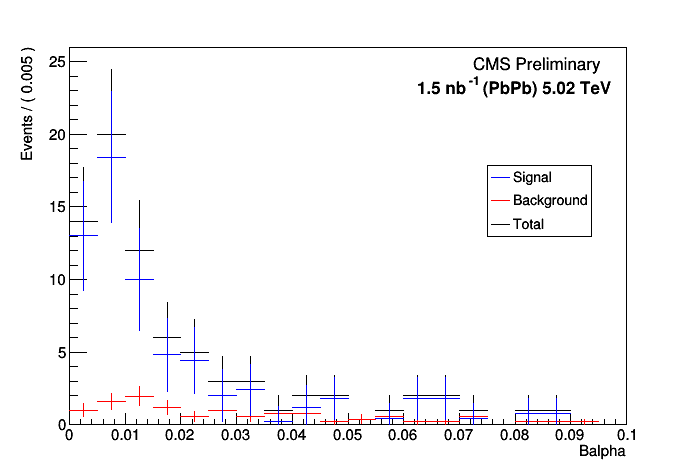 CMS Preliminary
1.5 nb-1 (PbPb) 5.02 TeV
Events / ( 0.005 )
25
20
15
10
5
0
Signal
Background
Total
0 0.01 0.02 0.03 0.04 0.05 0.06 0.07 0.08 0.09 0.1
Balpha